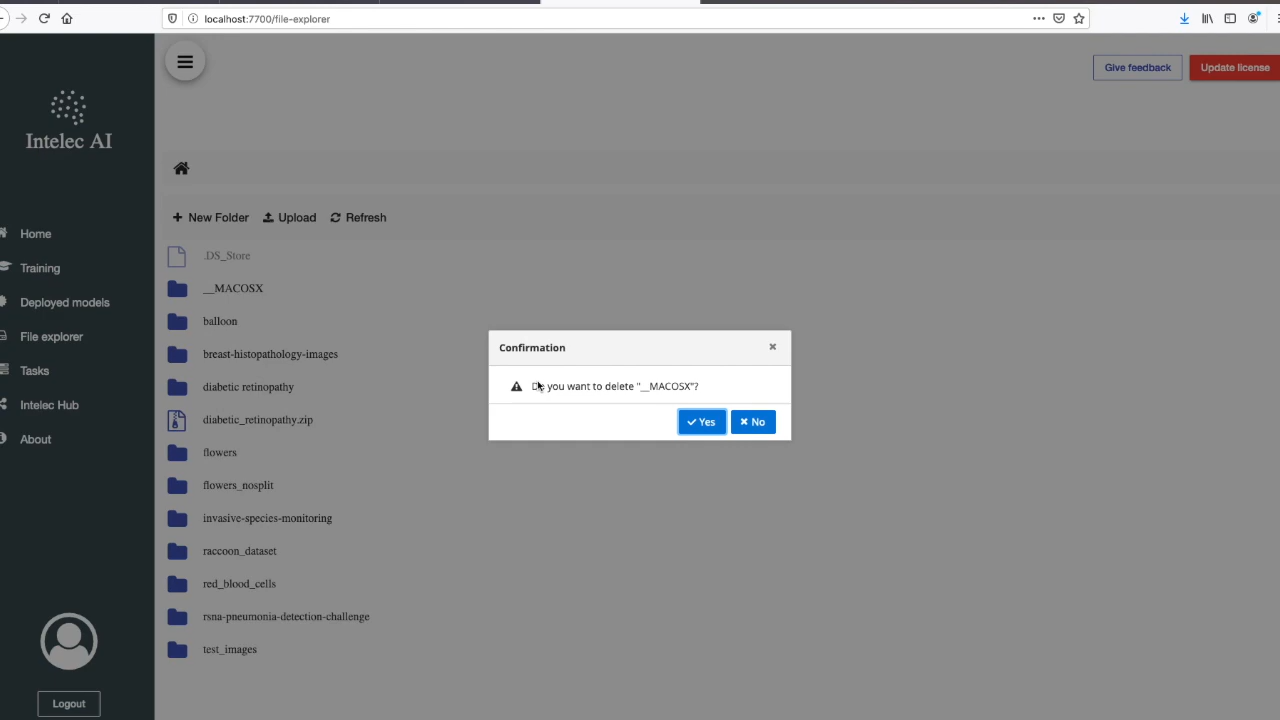 localhost:7700/file-explorer
Give feedback
Update license
Intelec AI
Home
Training
Deployed models
File explorer
Tasks
Intelec Hub
About
Logout
New Folder
Upload
Refresh
.DS_Store
__MACOSX
balloon
breast-histopathology-images
diabetic retinopathy
diabetic_retinopathy.zip
flowers
flowers_nosplit
invasive-species-monitoring
raccoon_dataset
red_blood_cells
rsna-pneumonia-detection-challenge
test_images
Confirmation
Do you want to delete "__MACOSX"?
Yes
No